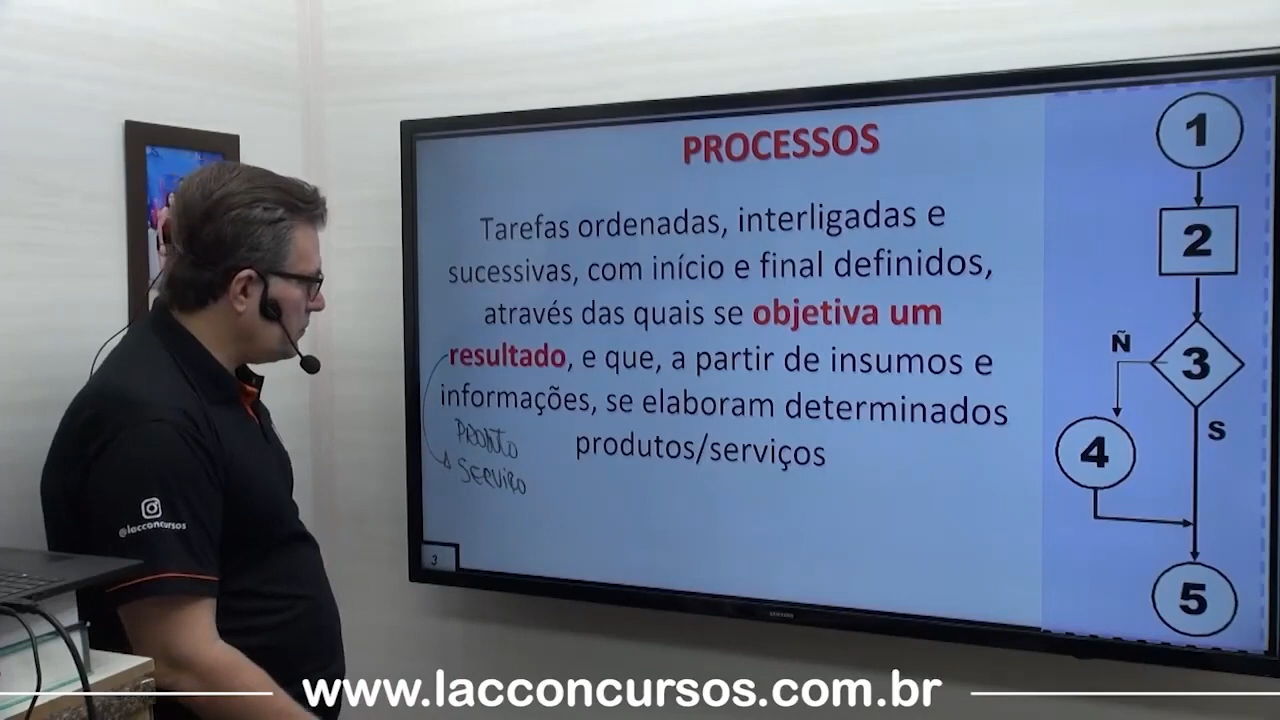 PROCESSOS
Tarefas ordenadas, interligadas e
sucessivas, com início e final definidos,
através das quais se objetiva um
resultado, e que, a partir de insumos e
informações, se elaboram determinados
produtos/serviços
SERVIÇO
3
1
2
3
Ñ
S
4
5
@lacconcursos
SAMSUNG
www.lacconcursos.com.br